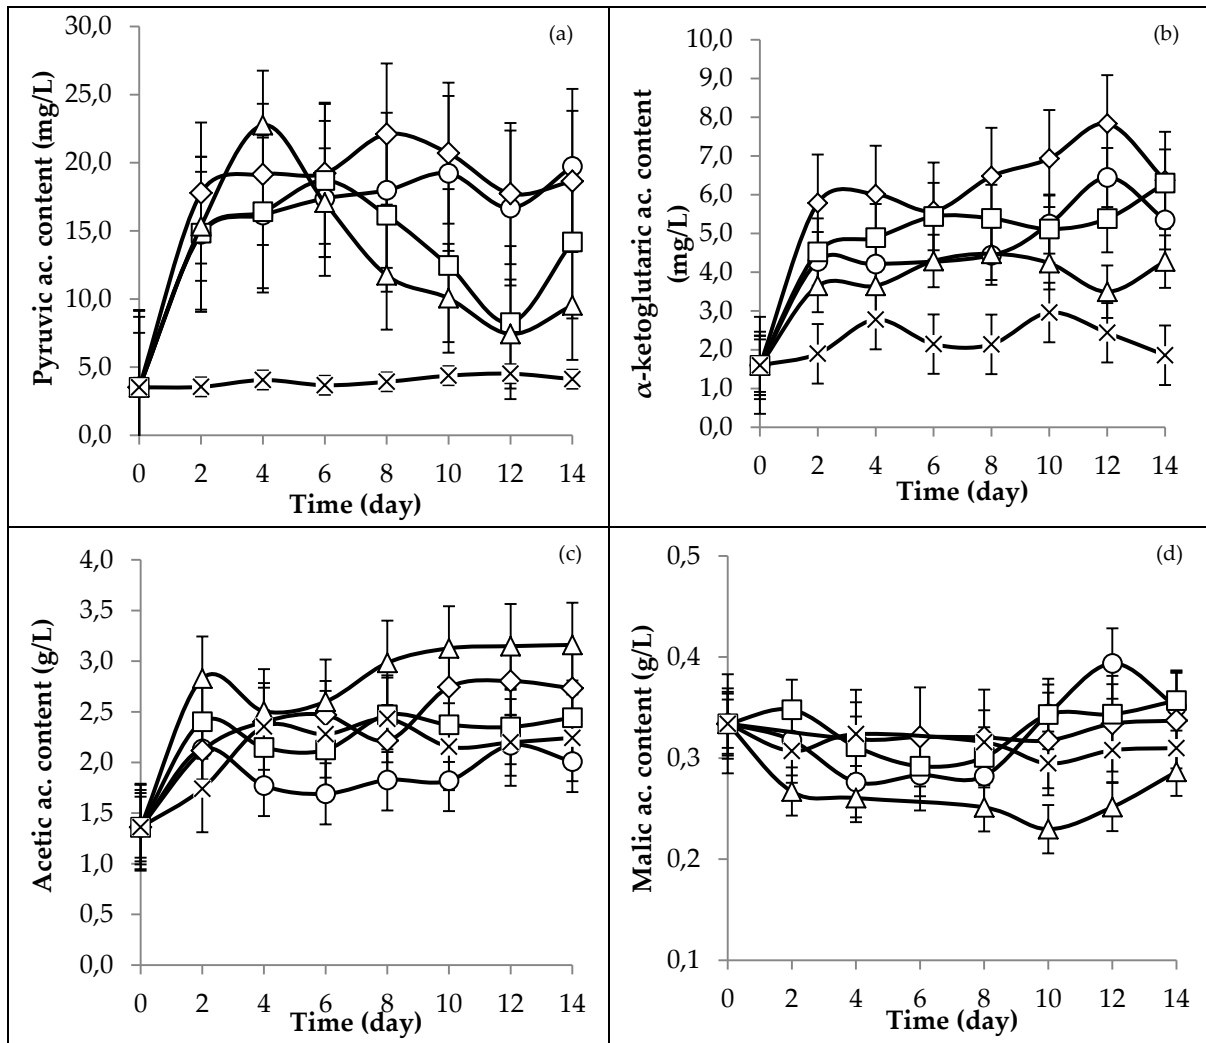 (a)
Pyruvic ac. content (mg/L)
30,0
25,0
20,0
15,0
10,0
5,0
0,0
0 2 4 6 8 10 12 14
Time (day)
(b)
α-ketoglutaric ac. content
(mg/L)
10,0
9,0
8,0
7,0
6,0
5,0
4,0
3,0
2,0
1,0
0,0
0 2 4 6 8 10 12 14
Time (day)
(c)
Acetic ac. content (g/L)
4,0
3,5
3,0
2,5
2,0
1,5
1,0
0,5
0,0
0 2 4 6 8 10 12 14
Time (day)
(d)
Malic ac. content (g/L)
0,5
0,4
0,3
0,2
0,1
0 2 4 6 8 10 12 14
Time (day)